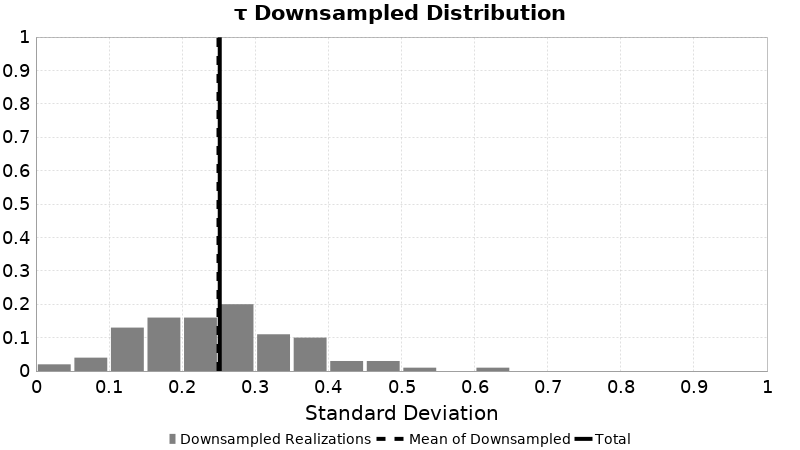 τ Downsampled Distribution
1
0.9
0.8
0.7
0.6
0.5
0.4
0.3
0.2
0.1
0
0 0.1 0.2 0.3 0.4 0.5 0.6 0.7 0.8 0.9 1
Standard Deviation
Downsampled Realizations Mean of Downsampled Total